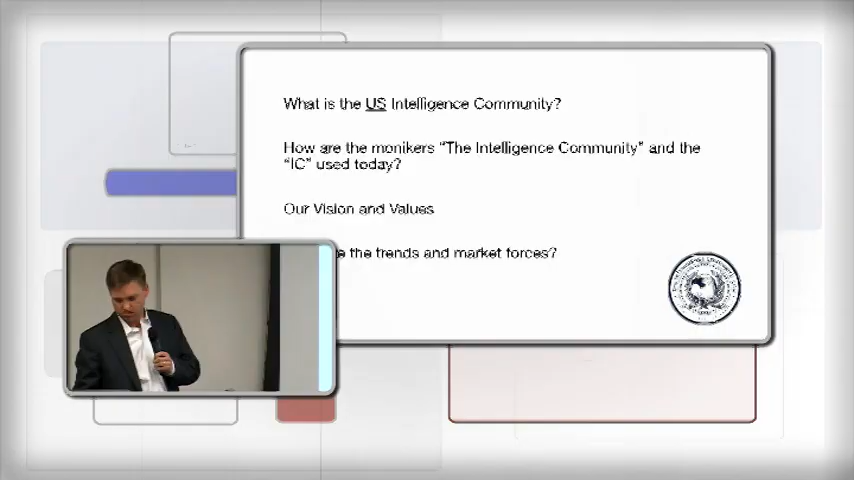 What is the US Intelligence Community?
How are the monikers "The Intelligence Community" and the
"IC" used today?
Our Vision and Values
the trends and market forces?